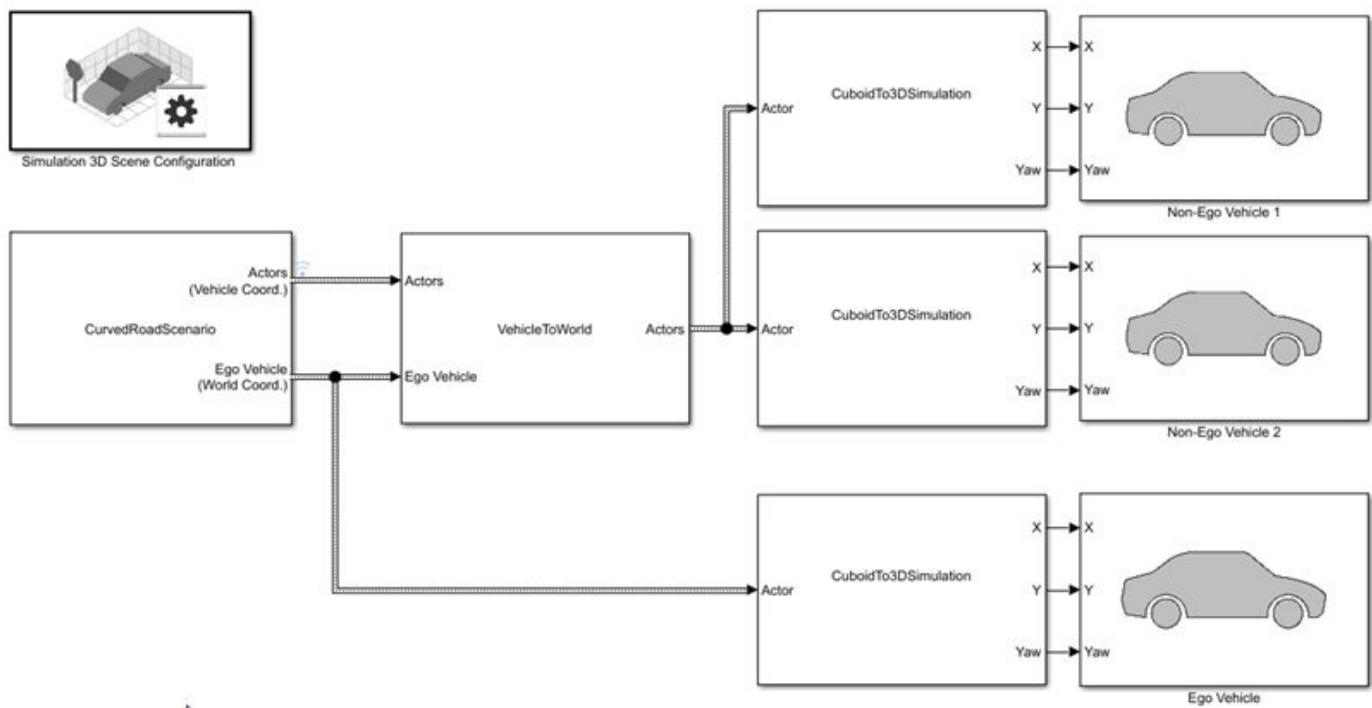 Simulation 3D Scene Configuration
Actors
(Vehicle Coord.)
CurvedRoadScenario
Ego Vehicle
(World Coord.)
Actors
VehicleToWorld
Actors
Ego Vehicle
X
CuboidTo3DSimulation
Actor
Y
Yaw
X
Y
Yaw
Non-Ego Vehicle 1
X
CuboidTo3DSimulation
Actor
Y
Yaw
X
Y
Yaw
Non-Ego Vehicle 2
X
CuboidTo3DSimulation
Actor
Y
Yaw
X
Y
Yaw
Ego Vehicle